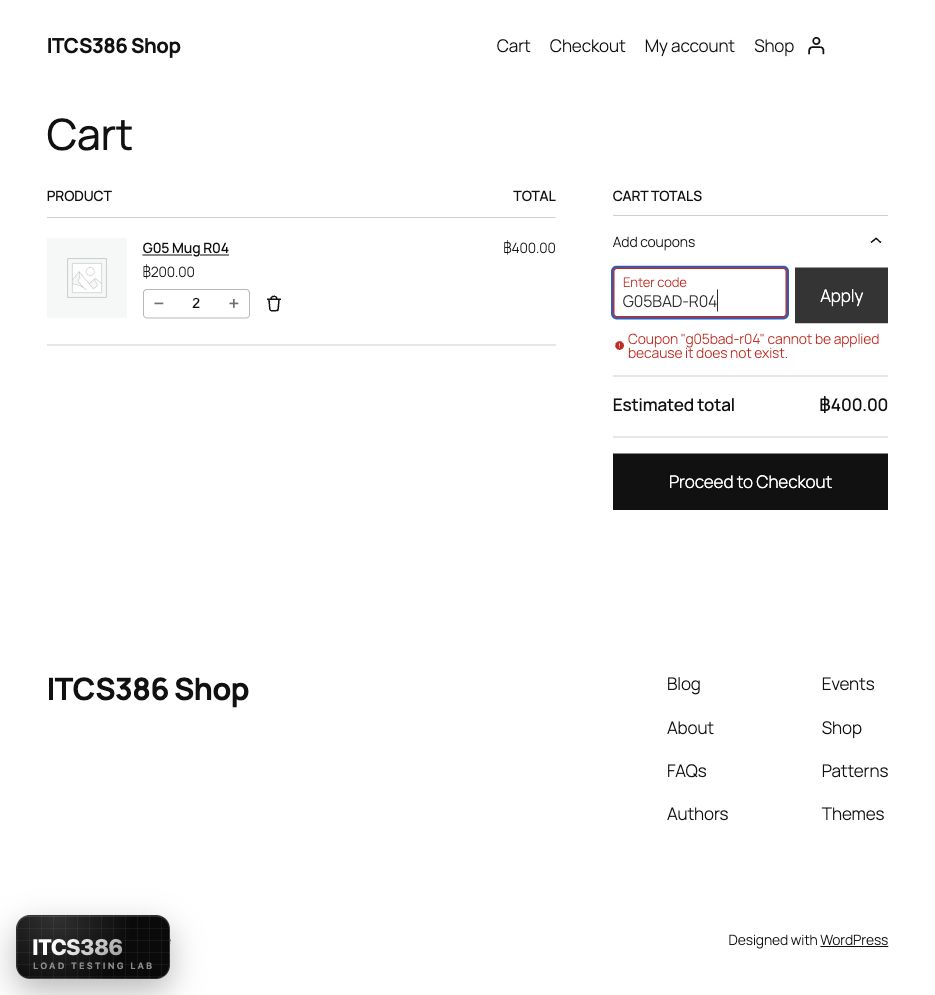 ITCS386 Shop
Cart Checkout My account Shop
Cart
PRODUCT TOTAL
G05 Mug R04 ฿400.00
฿200.00
− 2 +
CART TOTALS
Add coupons
Enter code
G05BAD-R04
Apply
Coupon "g05bad-r04" cannot be applied
because it does not exist.
Estimated total ฿400.00
Proceed to Checkout
ITCS386 Shop
Blog
About
FAQs
Authors
Events
Shop
Patterns
Themes
ITCS386
LOAD TESTING LAB
Designed with WordPress